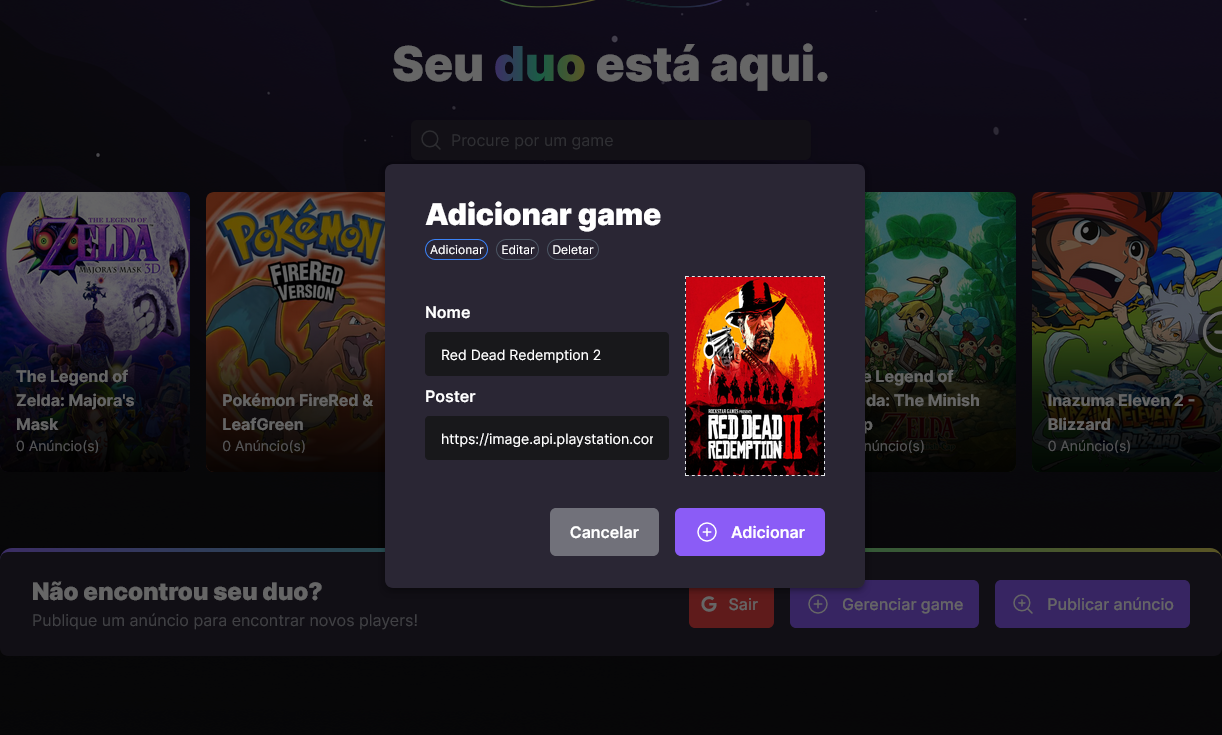 Seu duo está aqui.
Procure por um game
THE LEGEND OF
ZELDA
MAJORA'S MASK 3D
The Legend of
Zelda: Majora's
Mask
0 Anúncio(s)
POKéMON
FIRERED
VERSION
Pokémon FireRed &
LeafGreen
0 Anúncio(s)
Adicionar game
Adicionar
Editar
Deletar
Nome
Red Dead Redemption 2
Poster
https://image.api.playstation.cor
ROCKSTAR GAMES PRESENTS
RED DEAD
REDEMPTION II
Cancelar
Adicionar
e Legend of
da: The Minish
p
núncio(s)
ZELDA
Inazuma Eleven 2 -
Blizzard
0 Anúncio(s)
Não encontrou seu duo?
Publique um anúncio para encontrar novos players!
G Sair
Gerenciar game
Publicar anúncio